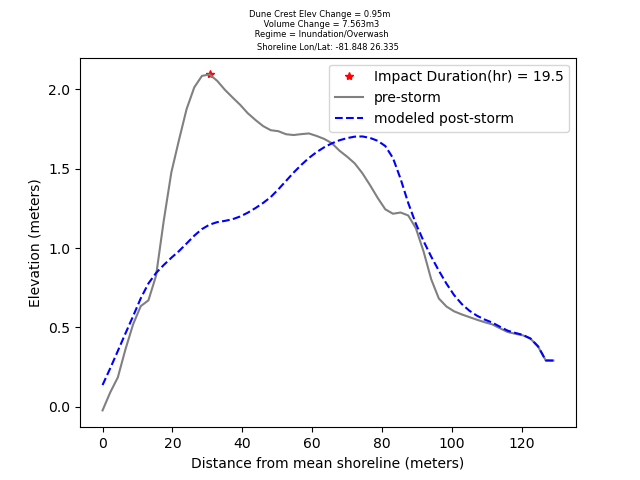 Dune Crest Elev Change = 0.95m
Volume Change = 7.563m3
Regime = Inundation/Overwash
Shoreline Lon/Lat: -81.848 26.335
Impact Duration(hr) = 19.5
pre-storm
modeled post-storm
Elevation (meters)
2.0
1.5
1.0
0.5
0.0
0 20 40 60 80 100 120
Distance from mean shoreline (meters)